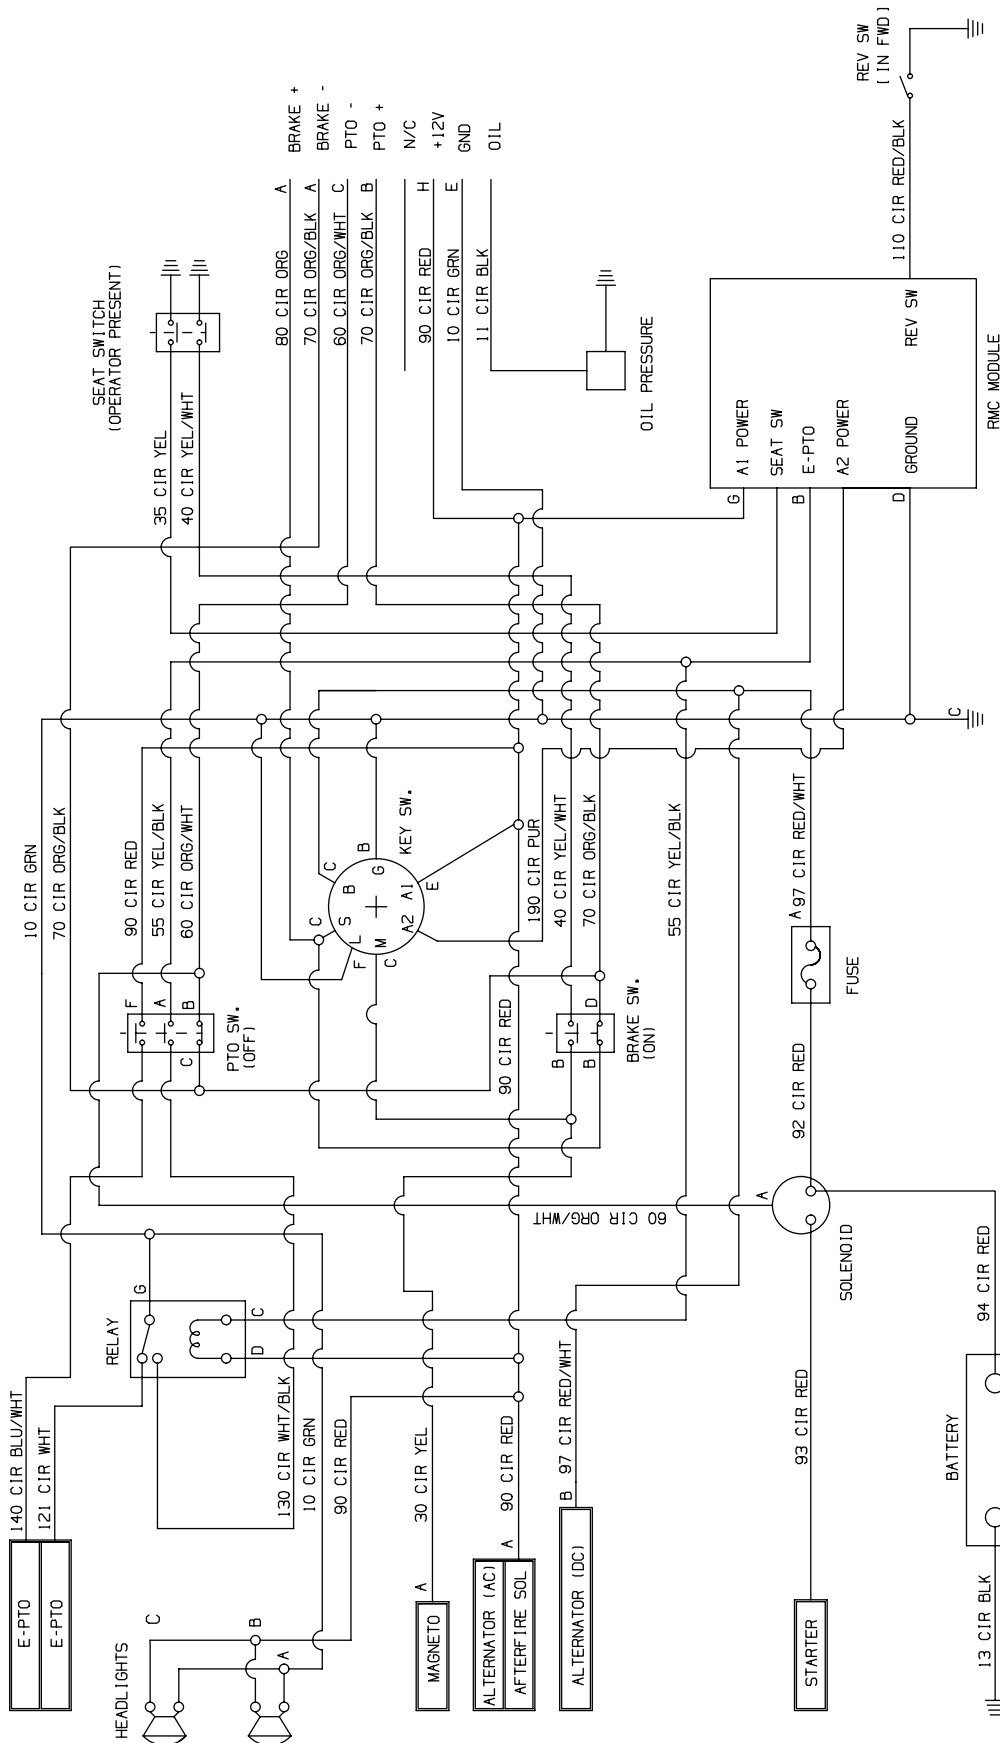 REV SW
[ IN FWD]
110 CIR RED/BLK
BRAKE +
BRAKE -
PTO -
PTO +
N/C
+12V
GND
OIL
A
A
C
B
H
E
80 CIR ORG
70 CIR ORG/BLK
60 CIR ORG/WHT
70 CIR ORG/BLK
90 CIR RED
10 CIR GRN
11 CIR BLK
SEAT SWITCH
(OPERATOR PRESENT)
35 CIR YEL
40 CIR YEL/WHT
OIL PRESSURE
A1 POWER
SEAT SW
E-PTO
A2 POWER
GROUND
REV SW
RMC MODULE
G
B
D
C
10 CIR GRN
70 CIR ORG/BLK
90 CIR RED
55 CIR YEL/BLK
60 CIR ORG/WHT
F
A
B
C
PTO SW.
(OFF)
KEY SW.
C
B
C
F
C
E
B
G
S
L
M
A2
A1
190 CIR PUR
40 CIR YEL/WHT
70 CIR ORG/BLK
55 CIR YEL/BLK
90 CIR RED
B
B
D
BRAKE SW.
(ON)
A
97 CIR RED/WHT
FUSE
92 CIR RED
A
60 CIR ORG/WHT
SOLENOID
RELAY
G
D
C
140 CIR BLU/WHT
121 CIR WHT
130 CIR WHT/BLK
10 CIR GRN
90 CIR RED
30 CIR YEL
90 CIR RED
97 CIR RED/WHT
93 CIR RED
94 CIR RED
13 CIR BLK
BATTERY
E-PTO
E-PTO
HEADLIGHTS
C
B
A
A
MAGNETO
A
ALTERNATOR (AC)
AFTERFIRE SOL
B
ALTERNATOR (DC)
STARTER